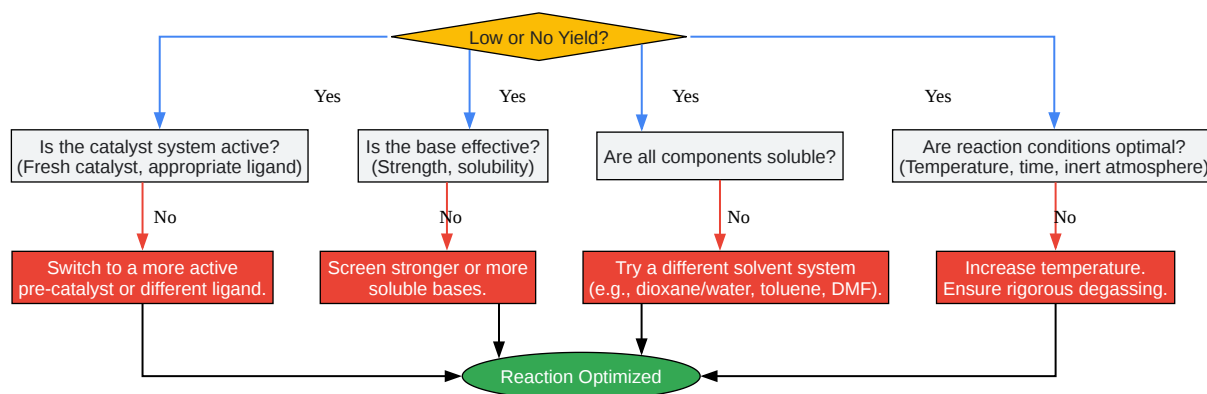 Low or No Yield?
Yes
Yes
Yes
Yes
Is the catalyst system active?
(Fresh catalyst, appropriate ligand)
Is the base effective?
(Strength, solubility)
Are all components soluble?
Are reaction conditions optimal?
(Temperature, time, inert atmosphere)
No
No
No
No
Switch to a more active
pre-catalyst or different ligand.
Screen stronger or more
soluble bases.
Try a different solvent system
(e.g., dioxane/water, toluene, DMF).
Increase temperature.
Ensure rigorous degassing.
Reaction Optimized